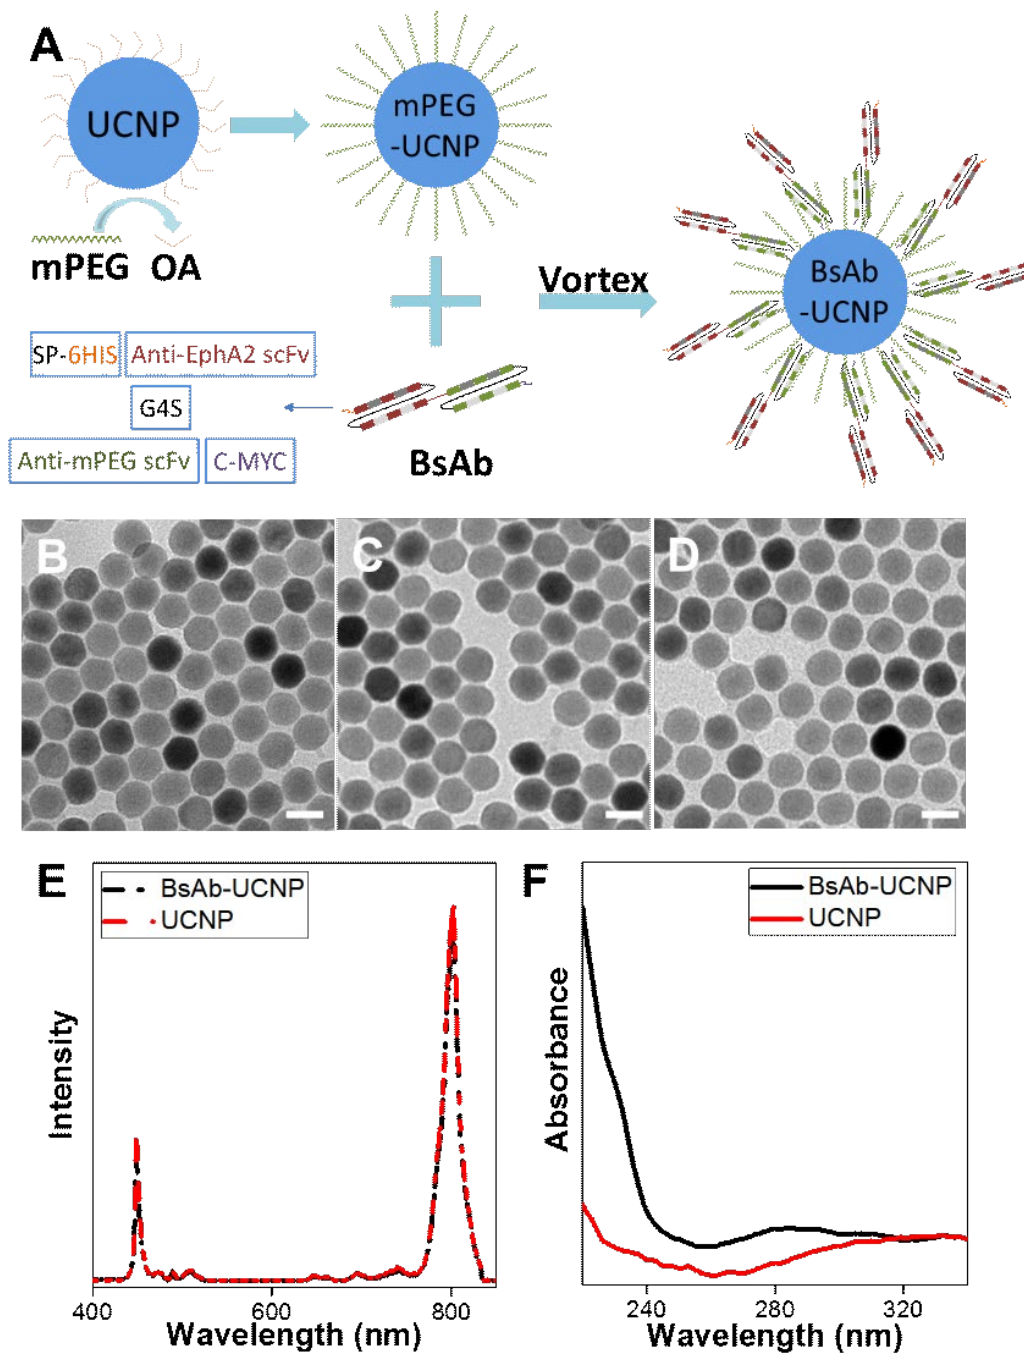 A
UCNP
mPEG
-UCNP
mPEG OA
Vortex
BsAb
-UCNP
SP-6HIS Anti-EphA2 scFv
G4S
Anti-mPEG scFv C-MYC
BsAb
B C D
E
BsAb-UCNP
UCNP
Intensity
400 600 800
Wavelength (nm)
F
BsAb-UCNP
UCNP
Absorbance
240 280 320
Wavelength (nm)